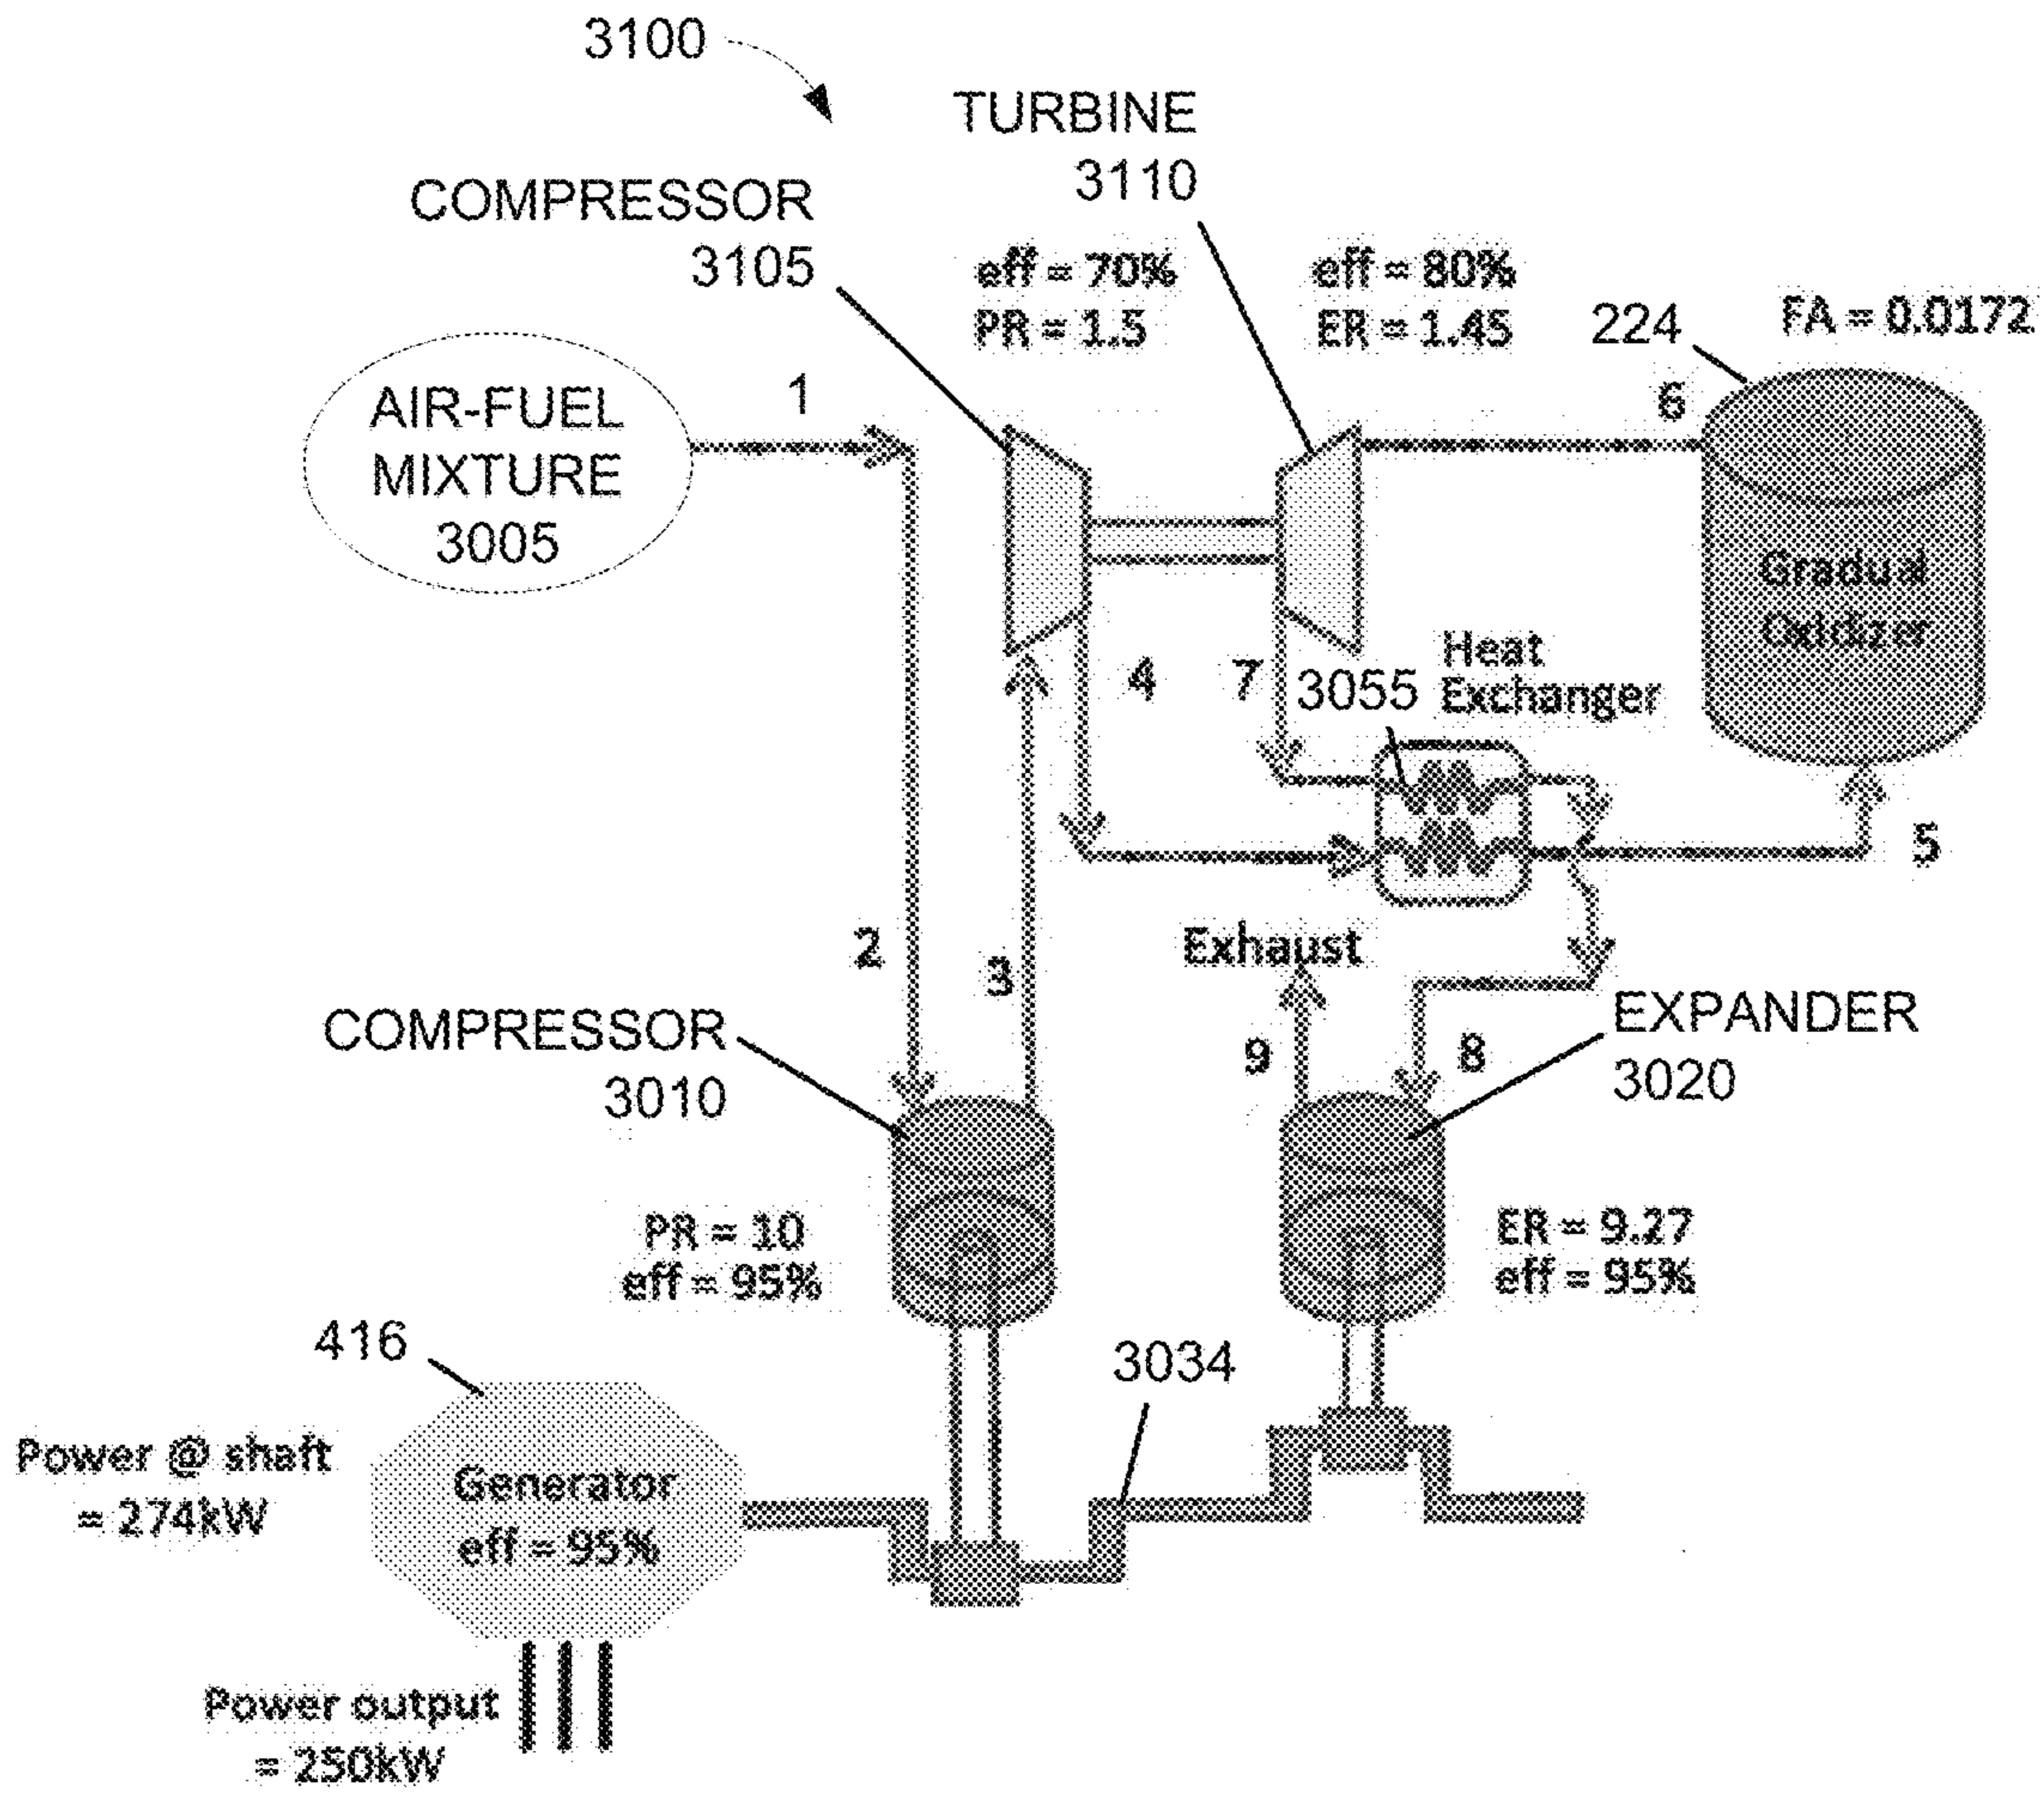 3100
TURBINE
3110
COMPRESSOR
3105
eff = 70%
PR = 1.5
eff = 80%
ER = 1.45
224
FA = 0.0172
AIR-FUEL
MIXTURE
3005
1
6
Gradual
Oxidizer
4
7
3055
Heat
Exchanger
5
2
3
Exhaust
COMPRESSOR
3010
9
8
EXPANDER
3020
PR = 10
eff = 95%
ER = 9.27
eff = 95%
416
3034
Power @ shaft
= 274kW
Generator
eff = 95%
Power output
= 250kW